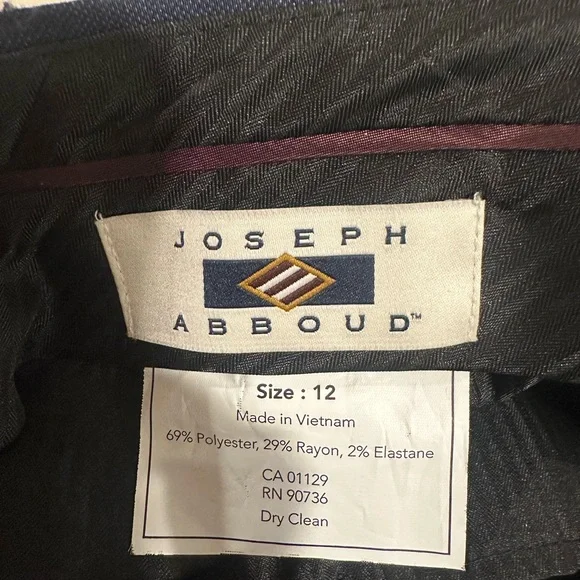 JOSEPH
ABBOUD™
Size : 12
Made in Vietnam
69% Polyester, 29% Rayon, 2% Elastane
CA 01129
RN 90736
Dry Clean